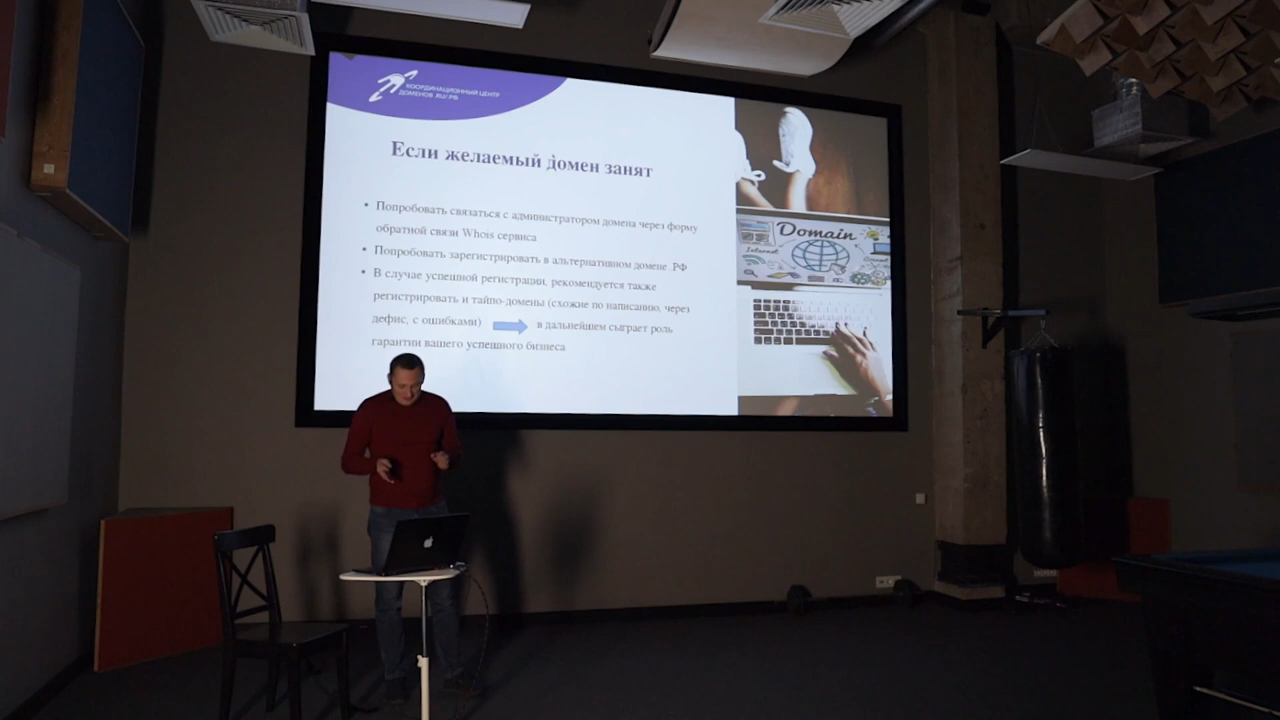 КООРДИНАЦИОННЫЙ ЦЕНТР
ДОМЕНОВ .RU/.РФ
Если желаемый домен занят
• Попробовать связаться с администратором домена через форму
обратной связи Whois сервиса
• Попробовать зарегистрировать в альтернативном домене .РФ
• В случае успешной регистрации, рекомендуется также
регистрировать и тайпо-домены (схожие по написанию, через
дефис, с ошибками) в дальнейшем сыграет роль
гарантии вашего успешного бизнеса
Domain
Internet